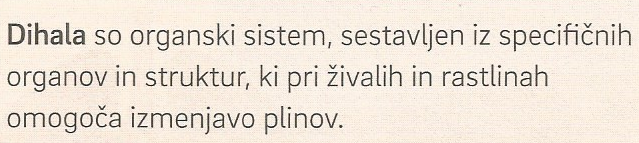 Dihala so organski sistem, sestavljen iz specifičnih
organov in struktur, ki pri živalih in rastlinah
omogoča izmenjavo plinov.